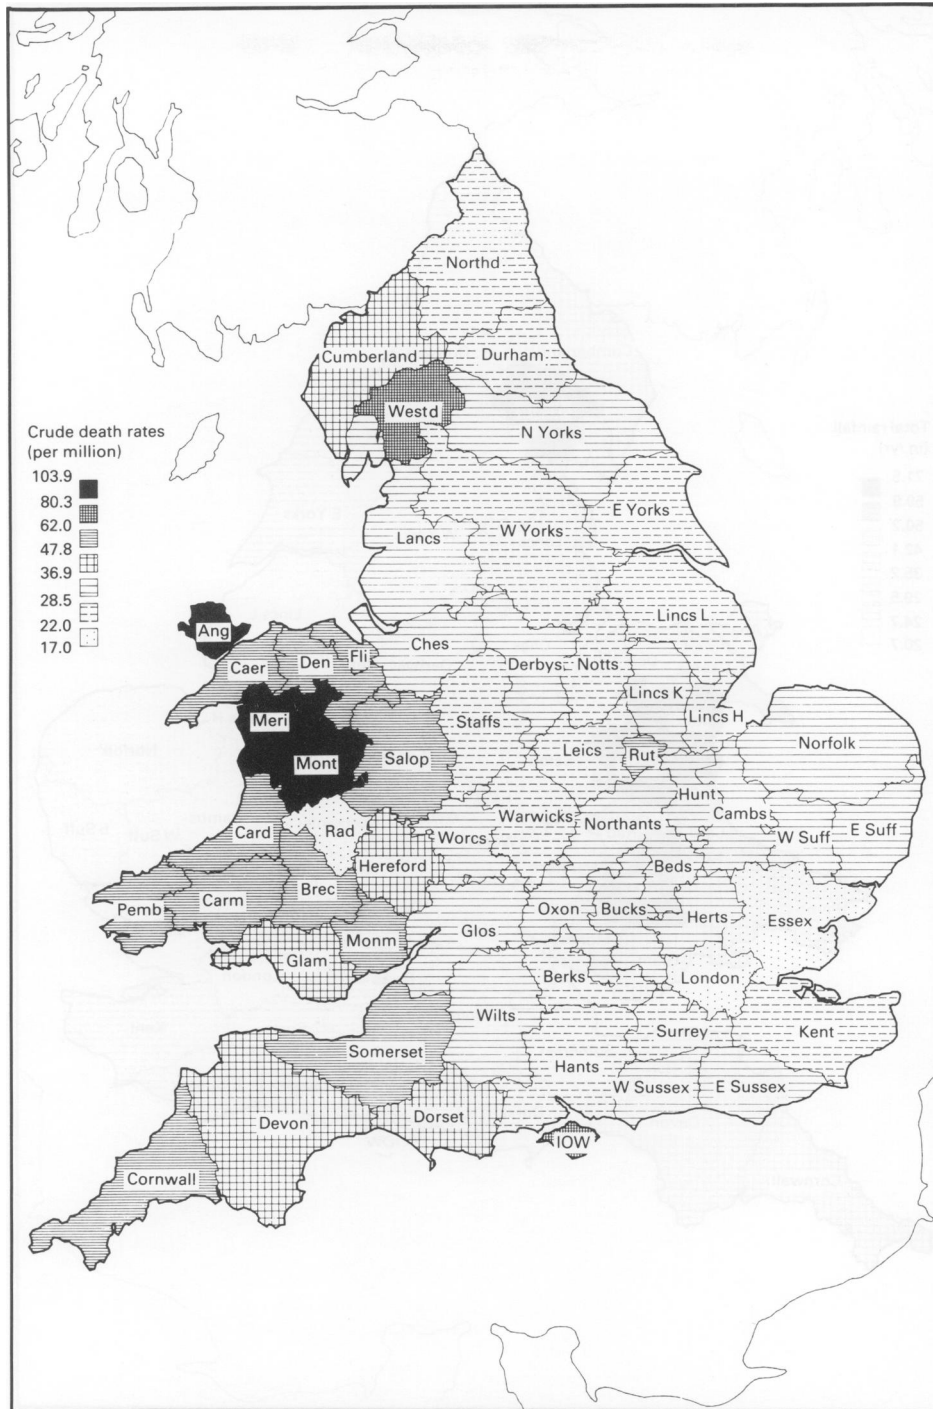 Northd
Cumberland
Durham
Westd
N Yorks
Crude death rates
(per million)
103.9
80.3
62.0
47.8
36.9
28.5
22.0
17.0
E Yorks
W Yorks
Lancs
Lincs L
Ang
Ches
Fli
Den
Caer
Derbys
Notts
Lincs K
Lincs H
Meri
Staffs
Norfolk
Leics
Rut
Salop
Mont
Hunt
Cambs
Warwicks
Northants
Card
Rad
Worcs
W Suff
E Suff
Hereford
Beds
Brec
Carm
Pemb
Oxon
Bucks
Herts
Essex
Glos
Monm
Glam
Berks
London
Wilts
Surrey
Kent
Somerset
Hants
W Sussex
E Sussex
Devon
Dorset
IOW
Cornwall